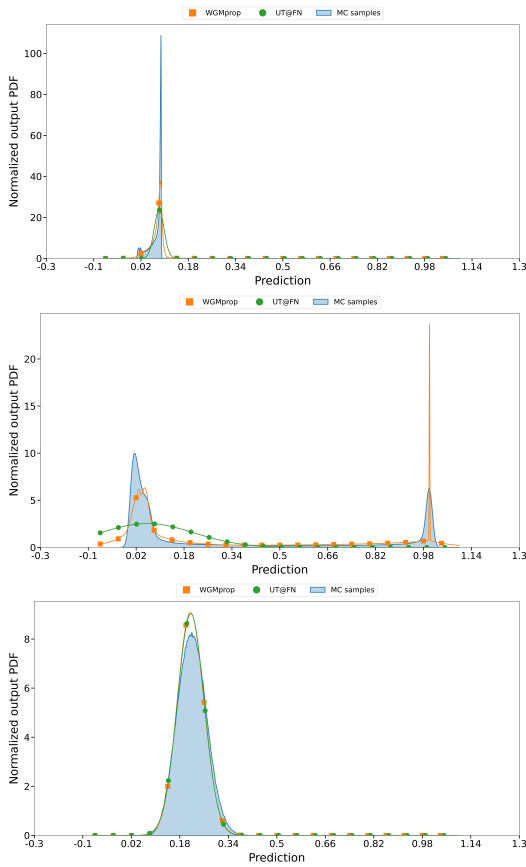 WGMprop UT@FN MC samples
Normalized output PDF
100
80
60
40
20
0
-0.3 -0.1 0.02 0.18 0.34 0.5 0.66 0.82 0.98 1.14 1.3
Prediction
WGMprop UT@FN MC samples
Normalized output PDF
20
15
10
5
0
-0.3 -0.1 0.02 0.18 0.34 0.5 0.66 0.82 0.98 1.14 1.3
Prediction
WGMprop UT@FN MC samples
Normalized output PDF
8
6
4
2
0
-0.3 -0.1 0.02 0.18 0.34 0.5 0.66 0.82 0.98 1.14 1.3
Prediction